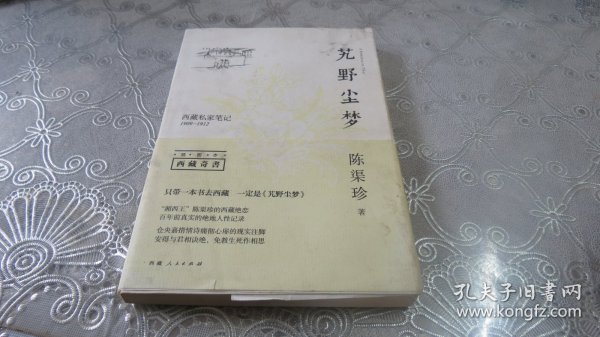 艽野尘梦
西藏私家笔记
1909—1912
西藏奇書
陈渠珍 著
只带一本书去西藏 一定是《艽野尘梦》
“湘西王”陈渠珍的西藏绝恋
百年前真实的绝地人性记录
仓央嘉措情诗痛彻心扉的现实注脚
安得与君相决绝，免教生死作相思
西藏人民出版社
孔夫子旧书网
www.kongfz.com